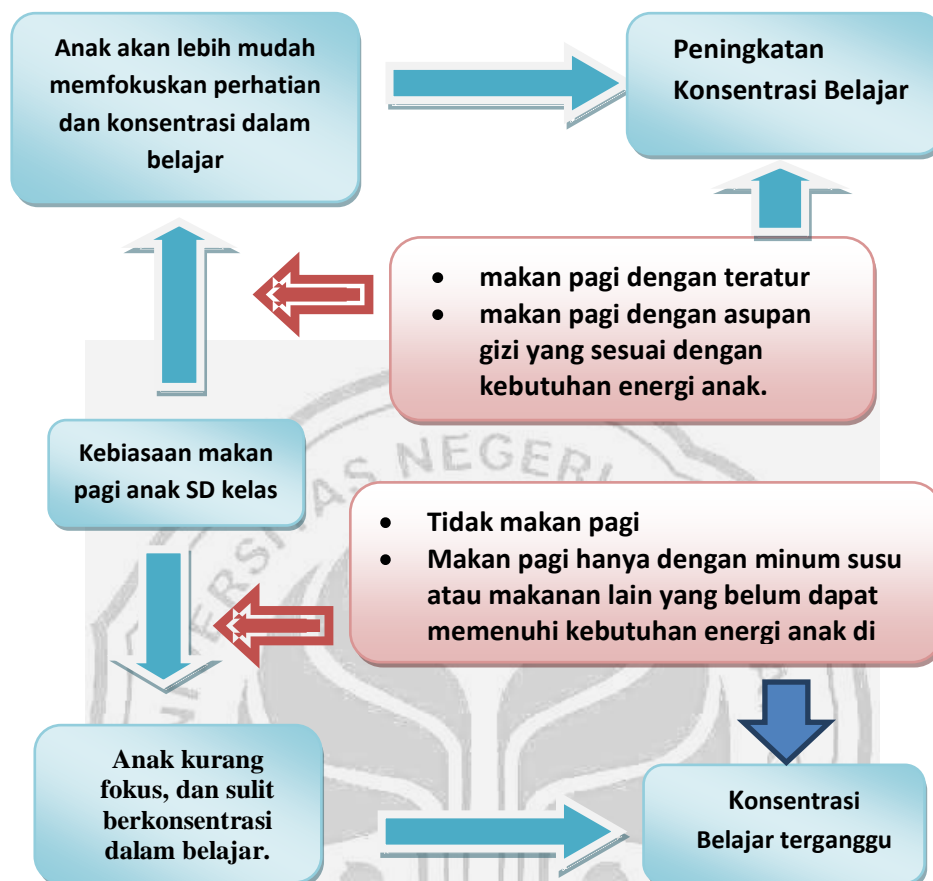 Anak akan lebih mudah
memfokuskan perhatian
dan konsentrasi dalam
belajar
Peningkatan
Konsentrasi Belajar
• makan pagi dengan teratur
• makan pagi dengan asupan
gizi yang sesuai dengan
kebutuhan energi anak.
Kebiasaan makan
pagi anak SD kelas
• Tidak makan pagi
• Makan pagi hanya dengan minum susu
atau makanan lain yang belum dapat
memenuhi kebutuhan energi anak di
Anak kurang
fokus, dan sulit
berkonsentrasi
dalam belajar.
Konsentrasi
Belajar terganggu
UNIVERSITAS NEGERI